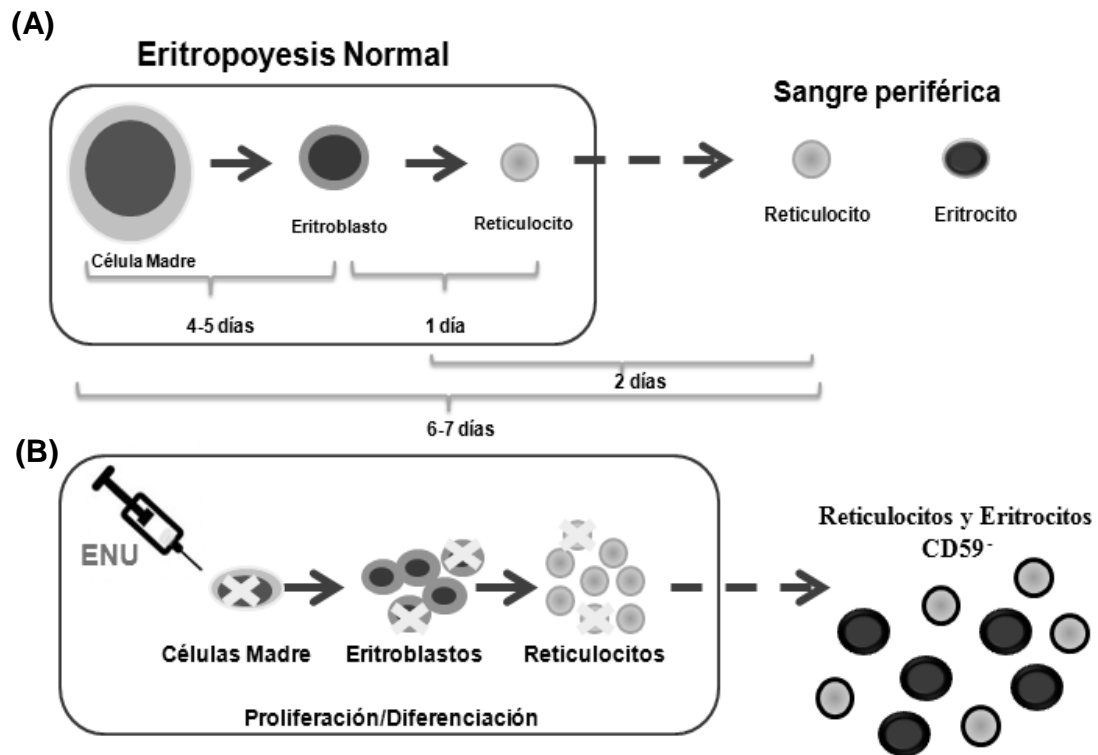 (A)
Eritropoyesis Normal
Sangre periférica
Eritroblasto
Reticulocito
Reticulocito
Eritrocito
Célula Madre
4-5 días
1 día
2 días
6-7 días
(B)
ENU
Reticulocitos y Eritrocitos
CD59⁻
Células Madre
Eritroblastos
Reticulocitos
Proliferación/Diferenciación